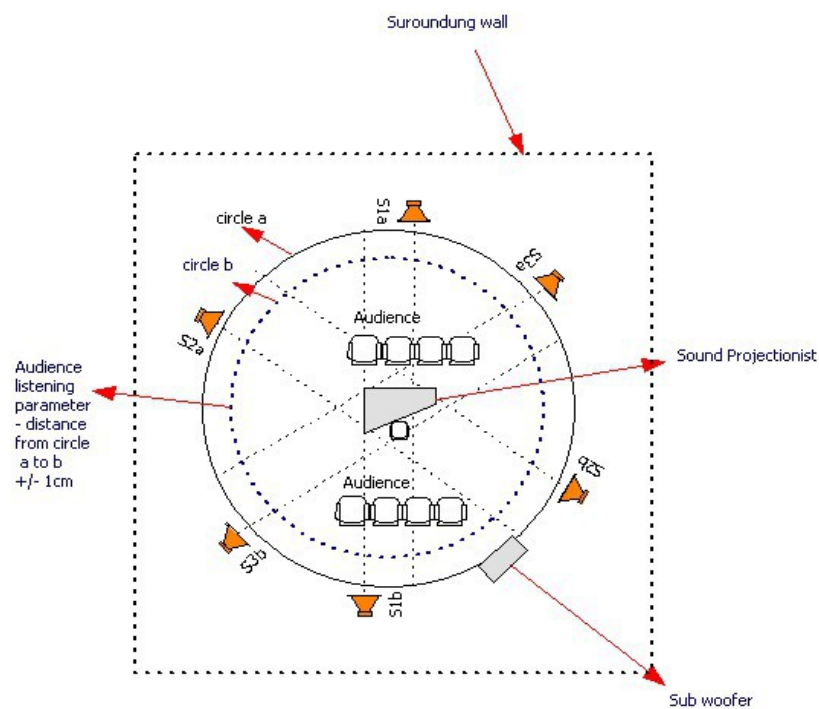 Suroundung wall
S1a
circle a
S3a
circle b
Audience
S2a
Sound Projectionist
Audience
listening
parameter
- distance
from circle
a to b
+/- 1cm
S2b
Audience
S3b
S1b
Sub woofer